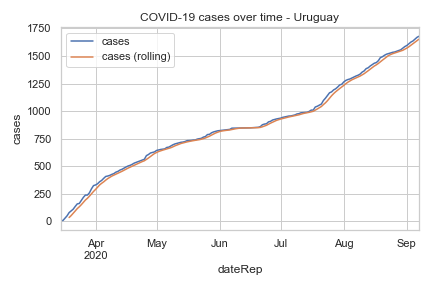 COVID-19 cases over time - Uruguay
cases
cases (rolling)
1750
1500
1250
1000
750
500
250
0
cases
Apr
2020
May
Jun
Jul
Aug
Sep
dateRep